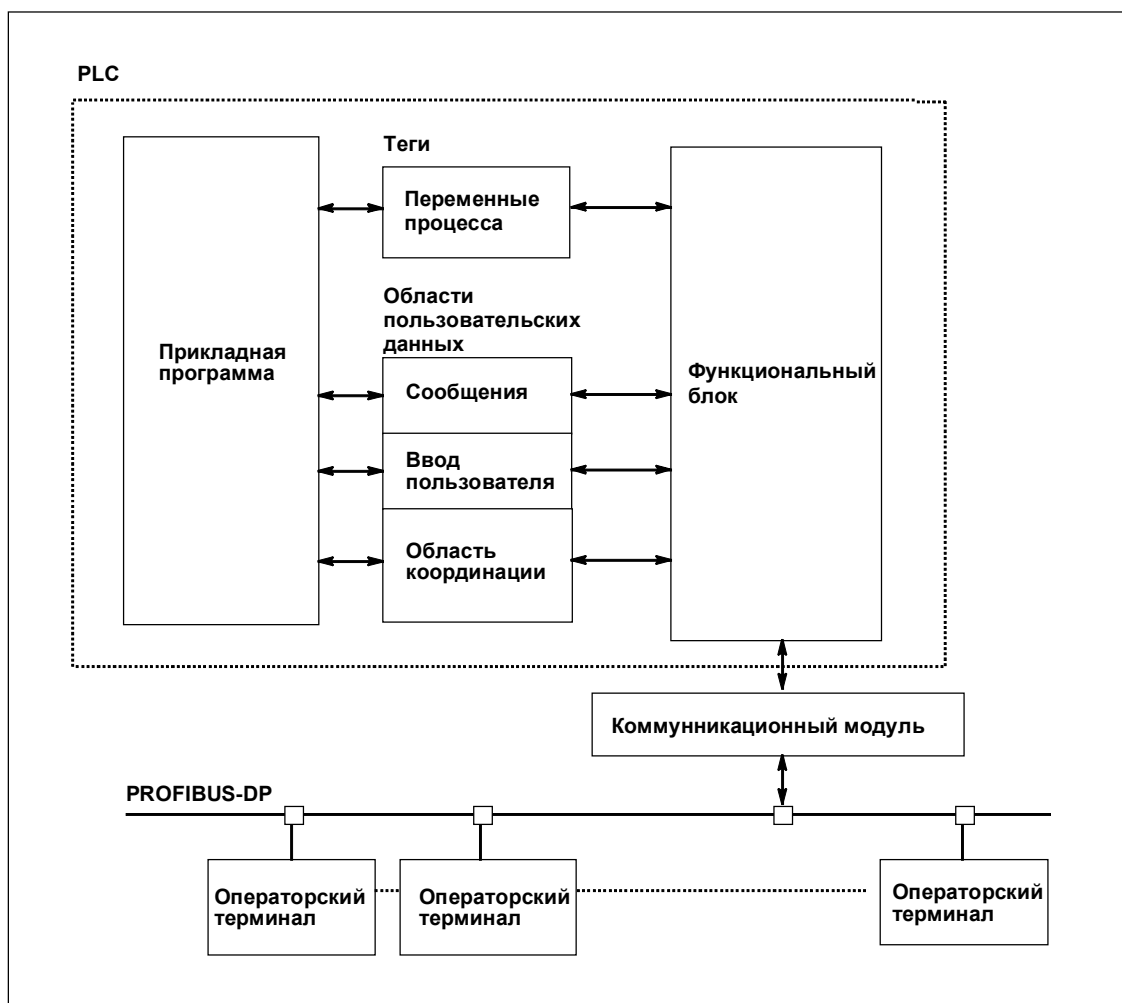 PLC
Теги
Переменные
процесса
Области
пользовательских
данных
Прикладная
программа
Сообщения
Функциональный
блок
Ввод
пользователя
Область
координации
Коммунникационный модуль
PROFIBUS-DP
Операторский
терминал
Операторский
терминал
Операторский
терминал